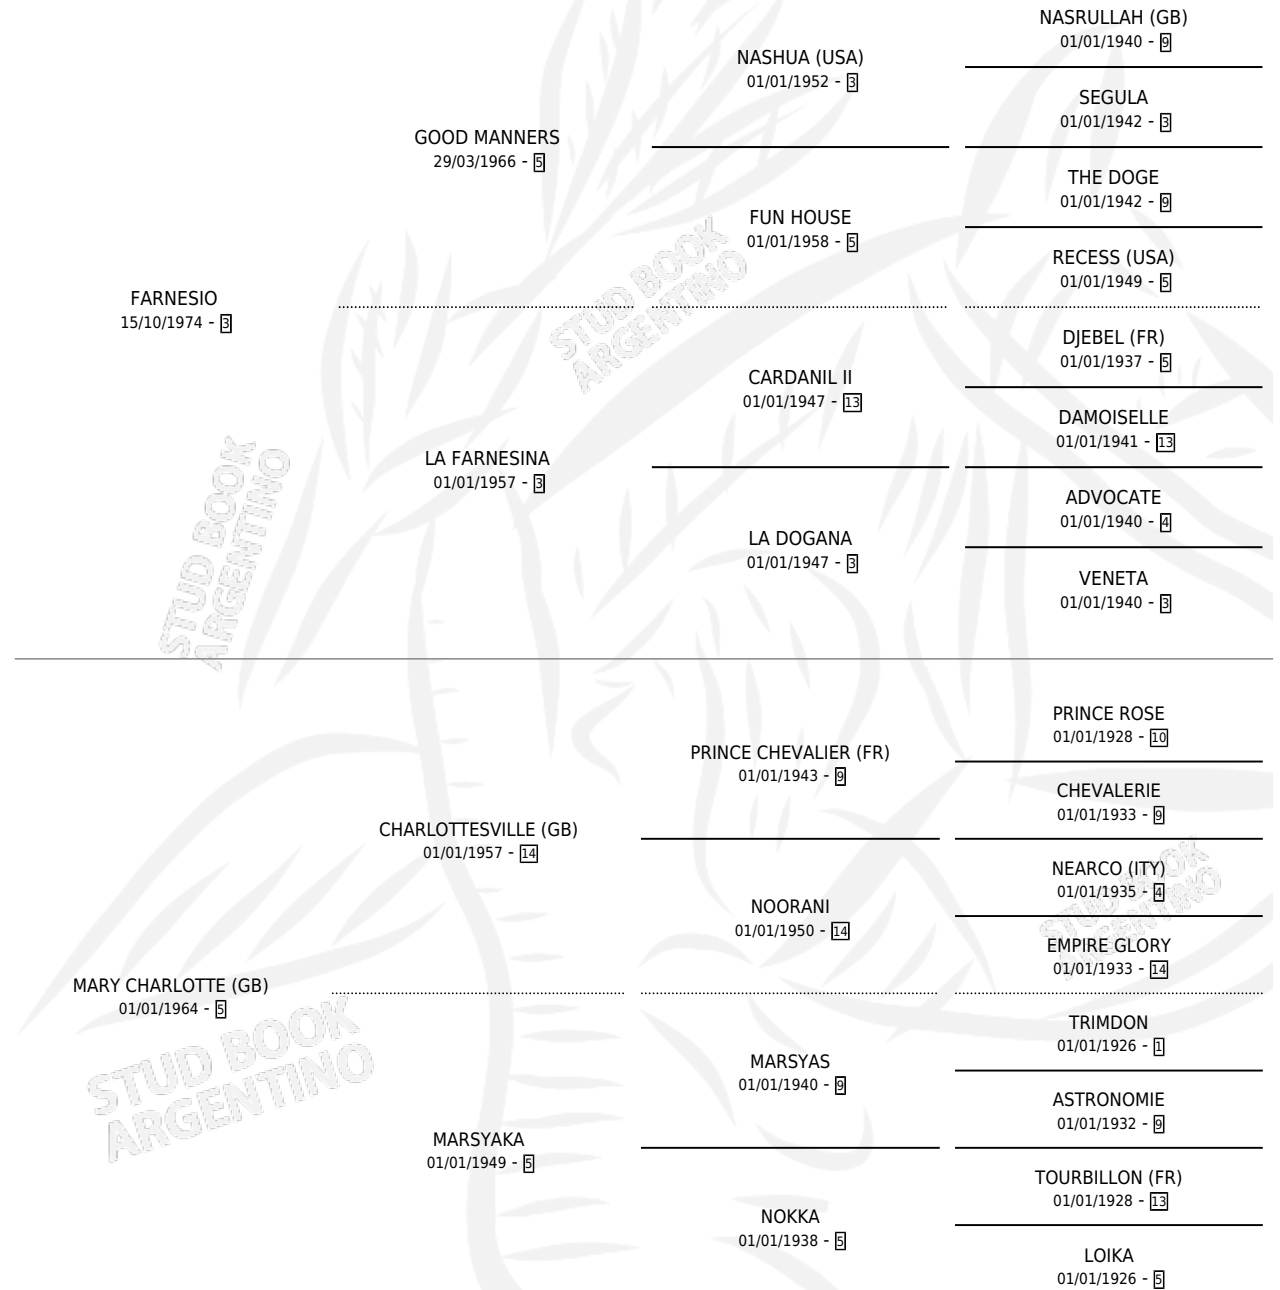 NASRULLAH (GB)
01/01/1940 - 9
NASHUA (USA)
01/01/1952 - 3
SEGULA
01/01/1942 - 3
GOOD MANNERS
29/03/1966 - 5
THE DOGE
01/01/1942 - 9
FUN HOUSE
01/01/1958 - 5
RECESS (USA)
01/01/1949 - 5
FARNESIO
15/10/1974 - 3
DJEBEL (FR)
01/01/1937 - 5
CARDANIL II
01/01/1947 - 13
DAMOISELLE
01/01/1941 - 13
LA FARNESINA
01/01/1957 - 3
ADVOCATE
01/01/1940 - 4
LA DOGANA
01/01/1947 - 3
VENETA
01/01/1940 - 3
PRINCE ROSE
01/01/1928 - 10
PRINCE CHEVALIER (FR)
01/01/1943 - 9
CHEVALERIE
01/01/1933 - 9
CHARLOTTESVILLE (GB)
01/01/1957 - 14
NEARCO (ITY)
01/01/1935 - 4
NOORANI
01/01/1950 - 14
EMPIRE GLORY
01/01/1933 - 14
MARY CHARLOTTE (GB)
01/01/1964 - 5
TRIMDON
01/01/1926 - 1
MARSYAS
01/01/1940 - 9
ASTRONOMIE
01/01/1932 - 9
MARSYAKA
01/01/1949 - 5
TOURBILLON (FR)
01/01/1928 - 13
NOKKA
01/01/1938 - 5
LOIKA
01/01/1926 - 5
STUD BOOK
ARGENTINO
STUD BOOK
ARGENTINO
STUD BOOK
ARGENTINO
STUD BOOK
ARGENTINO